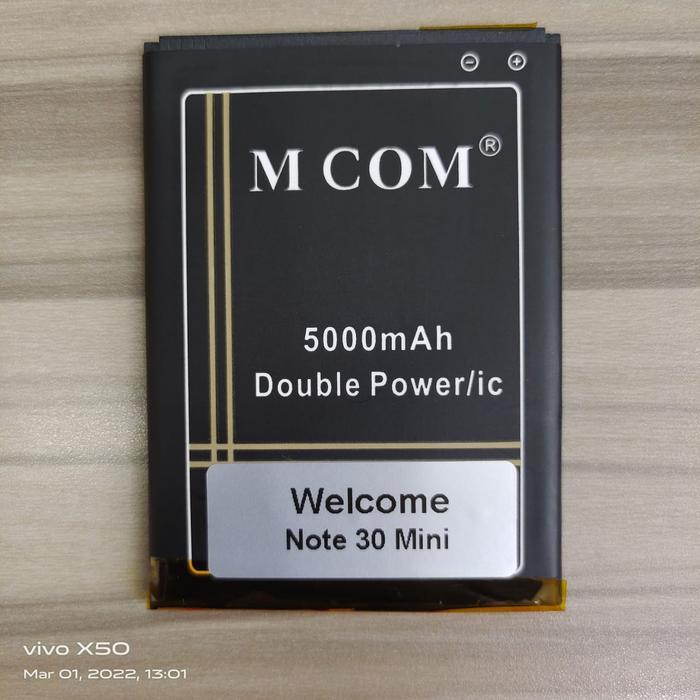 ⊖ ⊕
M COM®
5000mAh
Double Power/ic
Welcome
Note 30 Mini
vivo X50
Mar 01, 2022, 13:01